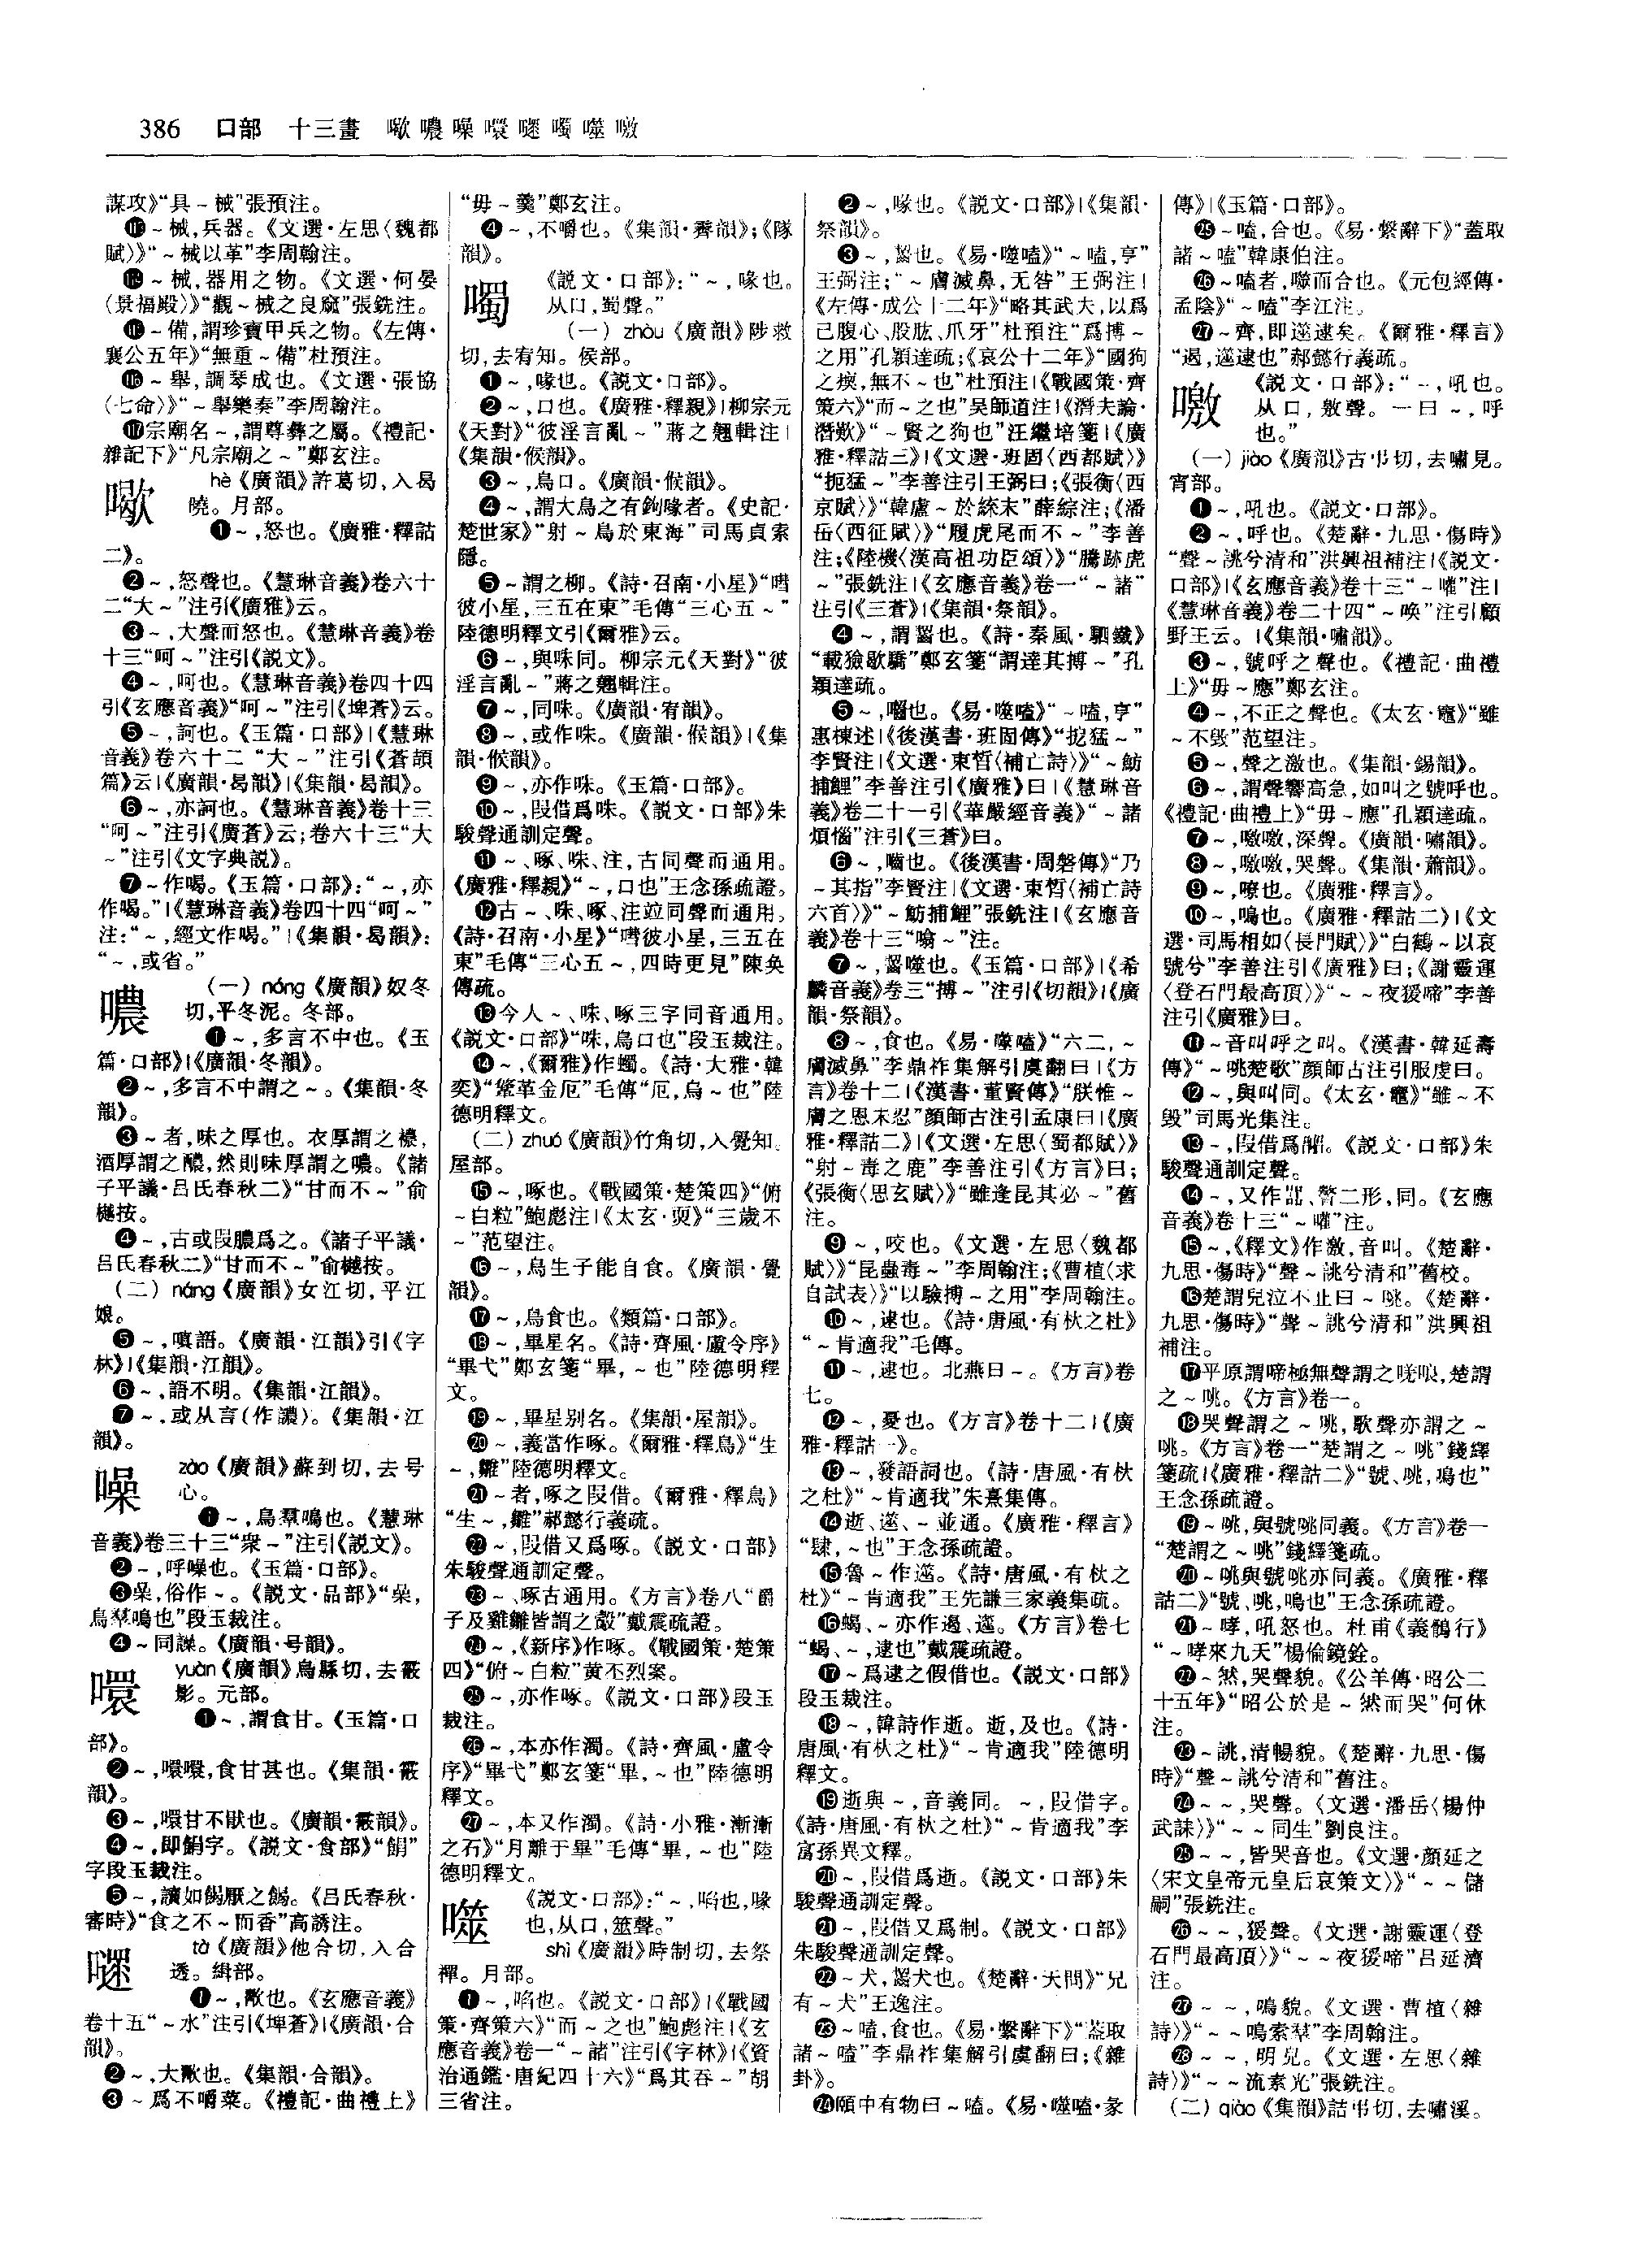 386 口部 十三畫 噷噥噪噮㗳噣噬噭
謀攻》“具～械”張預注。
⓭～械,兵器。《文選·左思〈魏都
賦〉》“～械以革”李周翰注。
⓮～械,器用之物。《文選·何晏
〈景福殿〉》“觀～械之良窳”張銑注。
⓯～備,謂珍寶甲兵之物。《左傳·
襄公五年》“無重～備”杜預注。
⓰～舉,調琴成也。《文選·張協
〈七命〉》“～舉樂奏”李周翰注。
⓱宗廟名～,謂尊彝之屬。《禮記·
雜記下》“凡宗廟之～”鄭玄注。
hè《廣韻》許葛切,入曷
曉。月部。
❶～,怒也。《廣雅·釋詁
二》。
❷～,怒聲也。《慧琳音義》卷六十
二“大～”注引《廣雅》云。
❸～,大聲而怒也。《慧琳音義》卷
十三“呵～”注引《説文》。
❹～,呵也。《慧琳音義》卷四十四
引《玄應音義》“呵～”注引《埤蒼》云。
❺～,訶也。《玉篇·口部》|《慧琳
音義》卷六十二“大～”注引《蒼頡
篇》云|《廣韻·曷韻》|《集韻·曷韻》。
❻～,亦訶也。《慧琳音義》卷十三
“呵～”注引《廣蒼》云;卷六十三“大
～”注引《文字典説》。
❼～作喝。《玉篇·口部》:“～,亦
作喝。”|《慧琳音義》卷四十四“呵～”
注:“～,經文作喝。”|《集韻·曷韻》:
“～,或省。”
噥
(一) nóng《廣韻》奴冬
切,平冬泥。冬部。
❶～,多言不中也。《玉
篇·口部》|《廣韻·冬韻》。
❷～,多言不中謂之～。《集韻·冬
韻》。
❸～者,味之厚也。衣厚謂之襛,
酒厚謂之醲,然則味厚謂之噥。《諸
子平議·吕氏春秋二》“甘而不～”俞
樾按。
❹～,古或叚膿爲之。《諸子平議·
吕氏春秋二》“甘而不～”俞樾按。
(二) náng《廣韻》女江切,平江
娘。
❺～,嗔語。《廣韻·江韻》引《字
林》|《集韻·江韻》。
❻～,語不明。《集韻·江韻》。
❼～,或从言(作譨)。《集韻·江
韻》。
噪
zào《廣韻》蘇到切,去号
心。
❶～,鳥羣鳴也。《慧琳
音義》卷三十三“衆～”注引《説文》。
❷～,呼噪也。《玉篇·口部》。
❸喿,俗作～。《説文·品部》“喿,
鳥羣鳴也”段玉裁注。
❹～同譟。《廣韻·号韻》。
噮
yuàn《廣韻》烏縣切,去霰
影。元部。
❶～,謂食甘。《玉篇·口
部》。
❷～,噮噮,食甘甚也。《集韻·霰
韻》。
❸～,噮甘不猒也。《廣韻·霰韻》。
❹～,即餇字。《説文·食部》“餇”
字段玉裁注。
❺～,讀如餲厭之餲。《吕氏春秋·
審時》“食之不～而香”高誘注。
tà《廣韻》他合切,入合
透。緝部。
❶～,歠也。《玄應音義》
卷十五“～水”注引《埤蒼》|《廣韻·合
韻》。
❷～,大歠也。《集韻·合韻》。
❸～爲不嚼菜。《禮記·曲禮上》
“毋～羹”鄭玄注。
❹～,不嚼也。《集韻·霽韻》;《隊
韻》。
噣
《説文·口部》:“～,喙也。
从口,蜀聲。”
(一) zhòu《廣韻》陟救
切,去宥知。侯部。
❶～,喙也。《説文·口部》。
❷～,口也。《廣雅·釋親》|柳宗元
《天對》“彼淫言亂～”蔣之翹輯注|
《集韻·候韻》。
❸～,鳥口。《廣韻·候韻》。
❹～,謂大鳥之有鉤喙者。《史記·
楚世家》“射～鳥於東海”司馬貞索
隱。
❺～謂之柳。《詩·召南·小星》“嘒
彼小星,三五在東”毛傳“三心五～”
陸德明釋文引《爾雅》云。
❻～,與咮同。柳宗元《天對》“彼
淫言亂～”蔣之翹輯注。
❼～,同咮。《廣韻·宥韻》。
❽～,或作咮。《廣韻·候韻》|《集
韻·候韻》。
❾～,亦作咮。《玉篇·口部》。
❿～,叚借爲咮。《説文·口部》朱
駿聲通訓定聲。
⓫～、啄、咮、注,古同聲而通用。
《廣雅·釋親》“～,口也”王念孫疏證。
⓬古～、咮、啄、注竝同聲而通用。
《詩·召南·小星》“嘒彼小星,三五在
東”毛傳“三心五～,四時更見”陳奂
傳疏。
⓭今人～、咮、啄三字同音通用。
《説文·口部》“咮,鳥口也”段玉裁注。
⓮～,《爾雅》作蠋。《詩·大雅·韓
奕》“鞗革金厄”毛傳“厄,烏～也”陸
德明釋文。
(二) zhuó《廣韻》竹角切,入覺知。
屋部。
⓯～,啄也。《戰國策·楚策四》“俯
～白粒”鮑彪注|《太玄·耎》“三歲不
～”范望注。
⓰～,鳥生子能自食。《廣韻·覺
韻》。
⓱～,鳥食也。《類篇·口部》。
⓲～,畢星名。《詩·齊風·盧令序》
“畢弋”鄭玄箋“畢,～也”陸德明釋
文。
⓳～,畢星别名。《集韻·屋韻》。
⓴～,義當作啄。《爾雅·釋鳥》“生
～,雛”陸德明釋文。
㉑～者,啄之叚借。《爾雅·釋鳥》
“生～,雛”郝懿行義疏。
㉒～,叚借又爲啄。《説文·口部》
朱駿聲通訓定聲。
㉓～、啄古通用。《方言》卷八“爵
子及雞雛皆謂之鷇”戴震疏證。
㉔～,《新序》作啄。《戰國策·楚策
四》“俯～白粒”黄丕烈案。
㉕～,亦作啄。《説文·口部》段玉
裁注。
㉖～,本亦作濁。《詩·齊風·盧令
序》“畢弋”鄭玄箋“畢,～也”陸德明
釋文。
㉗～,本又作濁。《詩·小雅·漸漸
之石》“月離于畢”毛傳“畢,～也”陸
德明釋文。
噬
《説文·口部》:“～,啗也,喙
也,从口,筮聲。”
shì《廣韻》時制切,去祭
禪。月部。
❶～,啗也。《説文·口部》|《戰國
策·齊策六》“而～之也”鮑彪注|《玄
應音義》卷一“～諸”注引《字林》|《資
治通鑑·唐紀四十六》“爲其吞～”胡
三省注。
❷～,喙也。《説文·口部》|《集韻·
祭韻》。
❸～,齧也。《易·噬嗑》“～嗑,亨”
王弼注;“～膚滅鼻,无咎”王弼注|
《左傳·成公十二年》“略其武夫,以爲
己腹心、股肱、爪牙”杜預注“爲搏～
之用”孔穎達疏;《哀公十二年》“國狗
之瘈,無不～也”杜預注|《戰國策·齊
策六》“而～之也”吴師道注|《潛夫論·
潛歎》“～賢之狗也”汪繼培箋|《廣
雅·釋詁三》|《文選·班固〈西都賦〉》
“扼猛～”李善注引王弼曰;《張衡〈西
京賦〉》“韓盧～於緤末”薛綜注;《潘
岳〈西征賦〉》“履虎尾而不～”李善
注;《陸機〈漢高祖功臣頌〉》“騰跡虎
～”張銑注|《玄應音義》卷一“～諸”
注引《三蒼》|《集韻·祭韻》。
❹～,謂齧也。《詩·秦風·駟鐵》
“載獫歇驕”鄭玄箋“謂達其搏～”孔
穎達疏。
❺～,囓也。《易·噬嗑》“～嗑,亨”
惠棟述|《後漢書·班固傳》“挖猛～”
李賢注|《文選·束晳〈補亡詩〉》“～魴
捕鯉”李善注引《廣雅》曰|《慧琳音
義》卷二十一引《華嚴經音義》“～諸
煩惱”注引《三蒼》曰。
❻～,嚙也。《後漢書·周磐傳》“乃
～其指”李賢注|《文選·束晳〈補亡詩
六首〉》“～魴捕鯉”張銑注|《玄應音
義》卷十三“噏～”注。
❼～,齧噬也。《玉篇·口部》|《希
麟音義》卷三“搏～”注引《切韻》|《廣
韻·祭韻》。
❽～,食也。《易·噬嗑》“六二,～
膚滅鼻”李鼎祚集解引虞翻曰|《方
言》卷十二|《漢書·董賢傳》“朕惟～
膚之恩未忍”顔師古注引孟康曰|《廣
雅·釋詁二》|《文選·左思〈蜀都賦〉》
“射～毒之鹿”李善注引《方言》曰;
《張衡〈思玄賦〉》“雖逢昆其必～”舊
注。
❾～,咬也。《文選·左思〈魏都
賦〉》“昆蟲毒～”李周翰注;《曹植〈求
自試表〉》“以驗搏～之用”李周翰注。
❿～,逮也。《詩·唐風·有杕之杜》
“～肯適我”毛傳。
⓫～,逮也。北燕曰～。《方言》卷
七。
⓬～,憂也。《方言》卷十二|《廣
雅·釋詁一》。
⓭～,發語詞也。《詩·唐風·有杕
之杜》“～肯適我”朱熹集傳。
⓮逝、遾、～並通。《廣雅·釋言》
“肆,～也”王念孫疏證。
⓯魯～作遾。《詩·唐風·有杕之
杜》“～肯適我”王先謙三家義集疏。
⓰蝎、～亦作遏、遾。《方言》卷七
“蝎、～,逮也”戴震疏證。
⓱～爲逮之假借也。《説文·口部》
段玉裁注。
⓲～,韓詩作逝。逝,及也。《詩·
唐風·有杕之杜》“～肯適我”陸德明
釋文。
⓳逝與～,音義同。～,叚借字。
《詩·唐風·有杕之杜》“～肯適我”李
富孫異文釋。
⓴～,叚借爲逝。《説文·口部》朱
駿聲通訓定聲。
㉑～,叚借又爲制。《説文·口部》
朱駿聲通訓定聲。
㉒～犬,齧犬也。《楚辭·天問》“兄
有～犬”王逸注。
㉓～嗑,食也。《易·繫辭下》“蓋取
諸～嗑”李鼎祚集解引虞翻曰;《雜
卦》。
㉔頤中有物曰～嗑。《易·噬嗑·彖
傳》|《玉篇·口部》。
㉕～嗑,合也。《易·繫辭下》“蓋取
諸～嗑”韓康伯注。
㉖～嗑者,噬而合也。《元包經傳·
孟陰》“～嗑”李江注。
㉗～齊,即遾逮矣。《爾雅·釋言》
“遏,遾逮也”郝懿行義疏。
噭
《説文·口部》:“～,吼也。
从口,敫聲。一曰～,呼
也。”
(一) jiào《廣韻》古弔切,去嘯見。
宵部。
❶～,吼也。《説文·口部》。
❷～,呼也。《楚辭·九思·傷時》
“聲～誂兮清和”洪興祖補注|《説文·
口部》|《玄應音義》卷十三“～嚾”注|
《慧琳音義》卷二十四“～唤”注引顧
野王云。|《集韻·嘯韻》。
❸～,號呼之聲也。《禮記·曲禮
上》“毋～應”鄭玄注。
❹～,不正之聲也。《太玄·竈》“雖
～不毁”范望注。
❺～,聲之激也。《集韻·錫韻》。
❻～,謂聲響高急,如叫之號呼也。
《禮記·曲禮上》“毋～應”孔穎達疏。
❼～,噭噭,深聲。《廣韻·嘯韻》。
❽～,噭噭,哭聲。《集韻·蕭韻》。
❾～,嘹也。《廣雅·釋言》。
❿～,鳴也。《廣雅·釋詁二》|《文
選·司馬相如〈長門賦〉》“白鶴～以哀
號兮”李善注引《廣雅》曰;《謝靈運
〈登石門最高頂〉》“～～夜猨啼”李善
注引《廣雅》曰。
⓫～音叫呼之叫。《漢書·韓延壽
傳》“～咷楚歌”顔師古注引服虔曰。
⓬～,與叫同。《太玄·竈》“雖～不
毁”司馬光集注。
⓭～,叚借爲嘂。《説文·口部》朱
駿聲通訓定聲。
⓮～,又作嘂、警二形,同。《玄應
音義》卷十三“～嚾”注。
⓯～,《釋文》作激,音叫。《楚辭·
九思·傷時》“聲～誂兮清和”舊校。
⓰楚謂兒泣不止曰～咷。《楚辭·
九思·傷時》“聲～誂兮清和”洪興祖
補注。
⓱平原謂啼極無聲謂之唴哴,楚謂
之～咷。《方言》卷一。
⓲哭聲謂之～咷,歌聲亦謂之～
咷。《方言》卷一“楚謂之～咷”錢繹
箋疏|《廣雅·釋詁二》“號、咷,鳴也”
王念孫疏證。
⓳～咷,與號咷同義。《方言》卷一
“楚謂之～咷”錢繹箋疏。
⓴～咷與號咷亦同義。《廣雅·釋
詁二》“號、咷,鳴也”王念孫疏證。
㉑～哮,吼怒也。杜甫《義鶻行》
“～哮來九天”楊倫鏡銓。
㉒～然,哭聲貌。《公羊傳·昭公二
十五年》“昭公於是～然而哭”何休
注。
㉓～誂,清暢貌。《楚辭·九思·傷
時》“聲～誂兮清和”舊注。
㉔～～,哭聲。《文選·潘岳〈楊仲
武誄〉》“～～同生”劉良注。
㉕～～,皆哭音也。《文選·顔延之
〈宋文皇帝元皇后哀策文〉》“～～儲
嗣”張銑注。
㉖～～,猨聲。《文選·謝靈運〈登
石門最高頂〉》“～～夜猨啼”吕延濟
注。
㉗～～,鳴貌。《文選·曹植〈雜
詩〉》“～～鳴索羣”李周翰注。
㉘～～,明皃。《文選·左思〈雜
詩〉》“～～流素光”張銑注。
(二) qiào《集韻》詰弔切,去嘯溪。